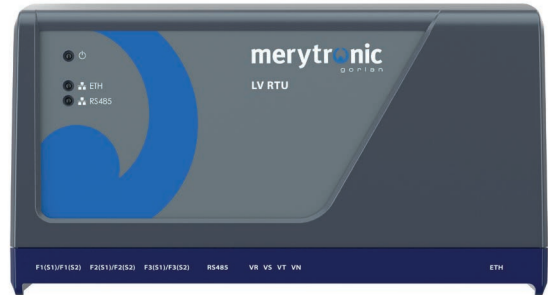 merytronic
gorlan
LV RTU
ETH
RS485
F1(S1)/F1(S2) F2(S1)/F2(S2) F3(S1)/F3(S2) RS485 VR VS VT VN ETH